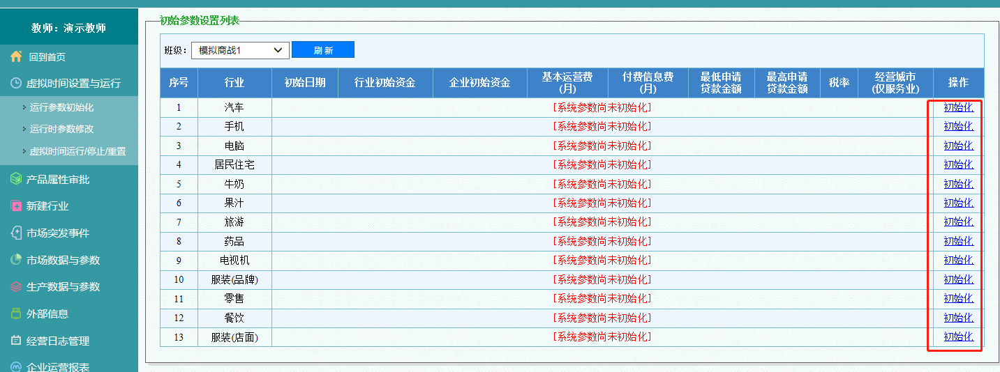 教师：演示教师
回到首页
虚拟时间设置与运行
运行参数初始化
运行时参数修改
虚拟时间运行/停止/重置
产品属性审批
新建行业
市场突发事件
市场数据与参数
生产数据与参数
外部信息
经营日志管理
企业运营报表
初始参数设置列表
班级： 模拟商战1 刷 新
序号 行业 初始日期 行业初始资金 企业初始资金 基本运营费 (月) 付费信息费 (月) 最低申请 贷款金额 最高申请 贷款金额 税率 经营城市 (仅服务业) 操作
1 汽车 [系统参数尚未初始化] 初始化
2 手机 [系统参数尚未初始化] 初始化
3 电脑 [系统参数尚未初始化] 初始化
4 居民住宅 [系统参数尚未初始化] 初始化
5 牛奶 [系统参数尚未初始化] 初始化
6 果汁 [系统参数尚未初始化] 初始化
7 旅游 [系统参数尚未初始化] 初始化
8 药品 [系统参数尚未初始化] 初始化
9 电视机 [系统参数尚未初始化] 初始化
10 服装(品牌) [系统参数尚未初始化] 初始化
11 零售 [系统参数尚未初始化] 初始化
12 餐饮 [系统参数尚未初始化] 初始化
13 服装(店面) [系统参数尚未初始化] 初始化